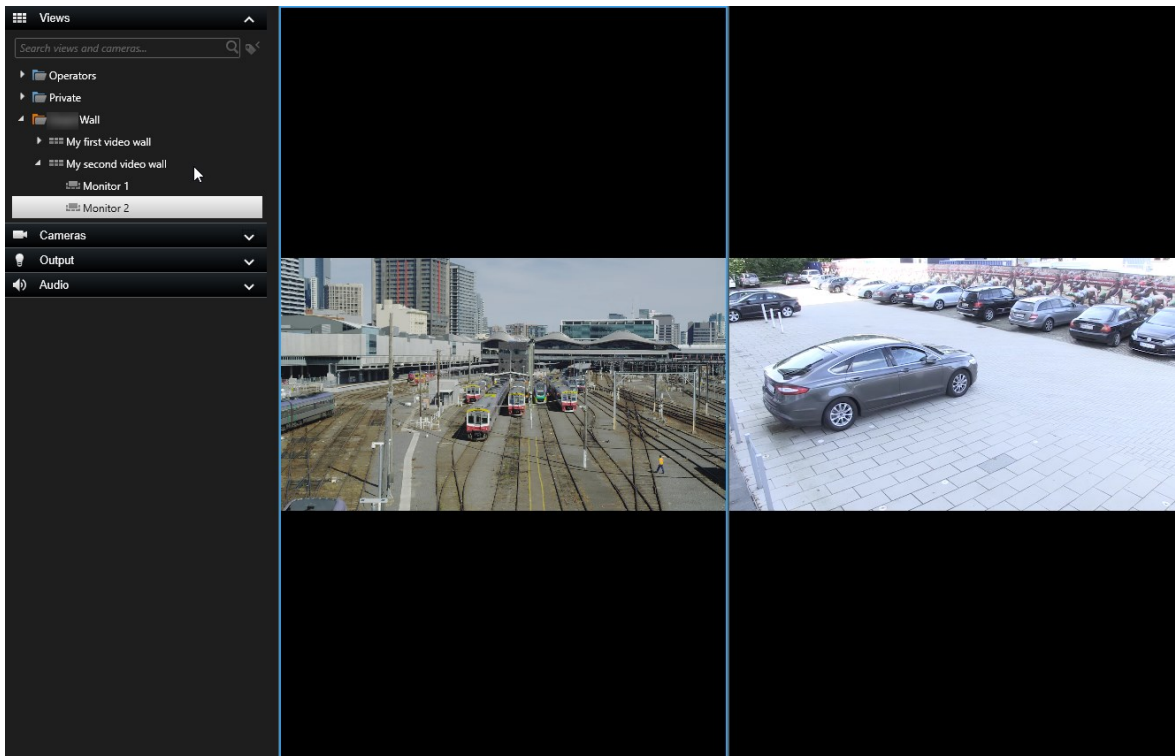 Views
Search views and cameras...
Operators
Private
Wall
My first video wall
My second video wall
Monitor 1
Monitor 2
Cameras
Output
Audio